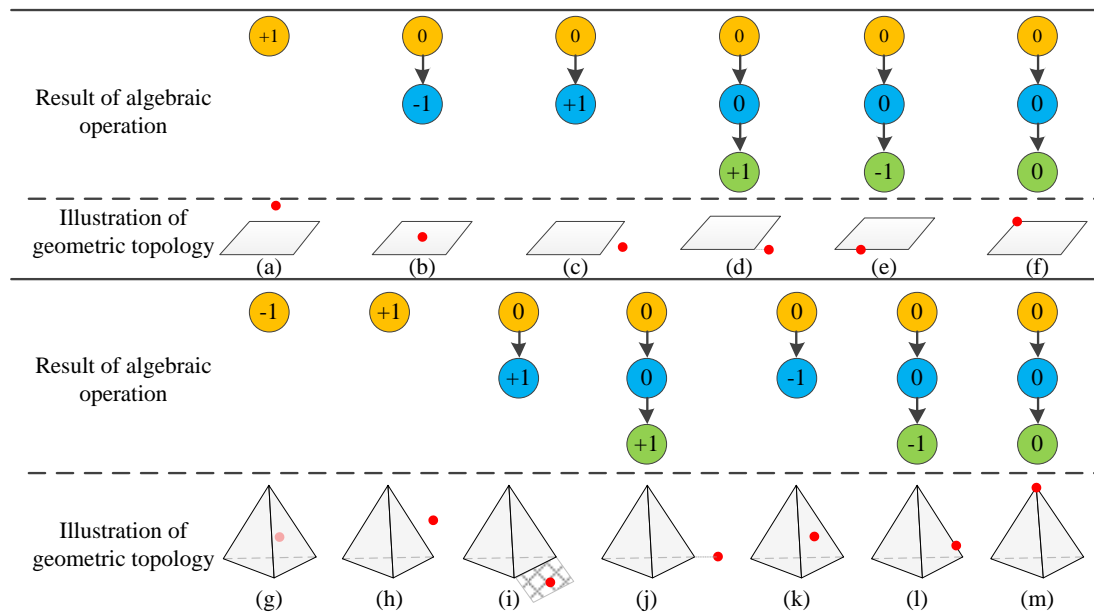 +1 0 0 0 0 0
-1 +1 0 0 0
+1 -1 0
Result of algebraic
operation
Illustration of
geometric topology
(a) (b) (c) (d) (e) (f)
-1 +1 0 0 0 0 0
+1 0 -1 0 0
+1 -1 0
Result of algebraic
operation
Illustration of
geometric topology
(g) (h) (i) (j) (k) (l) (m)